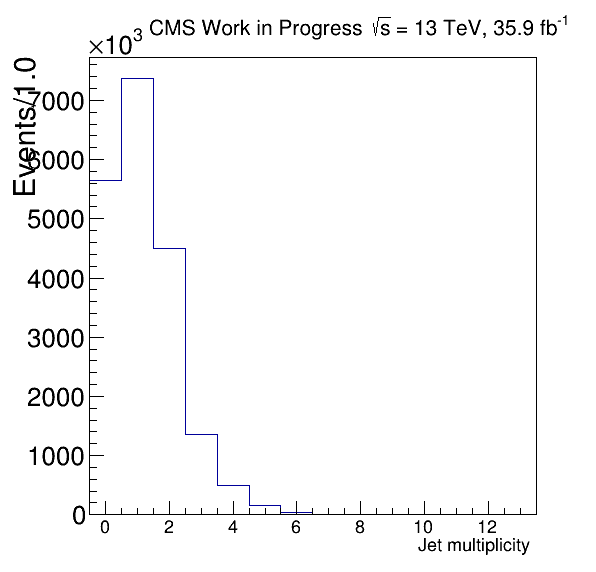 ×10³ CMS Work in Progress √s = 13 TeV, 35.9 fb⁻¹
Events/1.0
7000
6000
5000
4000
3000
2000
1000
0
0 2 4 6 8 10 12
Jet multiplicity